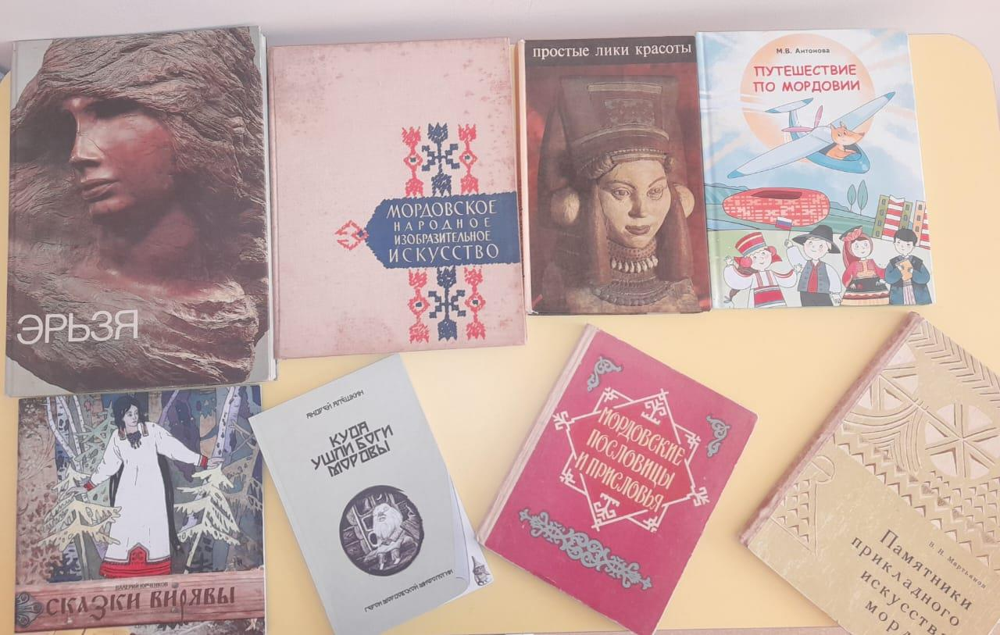 ЭРЬЗЯ
МОРДОВСКОЕ
НАРОДНОЕ
ИЗОБРАЗИТЕЛЬНОЕ
ИСКУССТВО
простые лики красоты
М.В. Антонова
ПУТЕШЕСТВИЕ
ПО МОРДОВИИ
ВАЛЕРИЙ ЮРЧЕНКОВ
СКАЗКИ ВИРЯВЫ
АНДРЕЙ АЛЁШКИН
КУДА
УШЛИ БОГИ
МОРДВЫ
ГЕРОИ МОРДОВСКОЙ МИФОЛОГИИ
МОРДОВСКИЕ
ПОСЛОВИЦЫ
И ПРИСЛОВЬЯ
В. Н. Мартьянов
Памятники
прикладного
искусства
морд